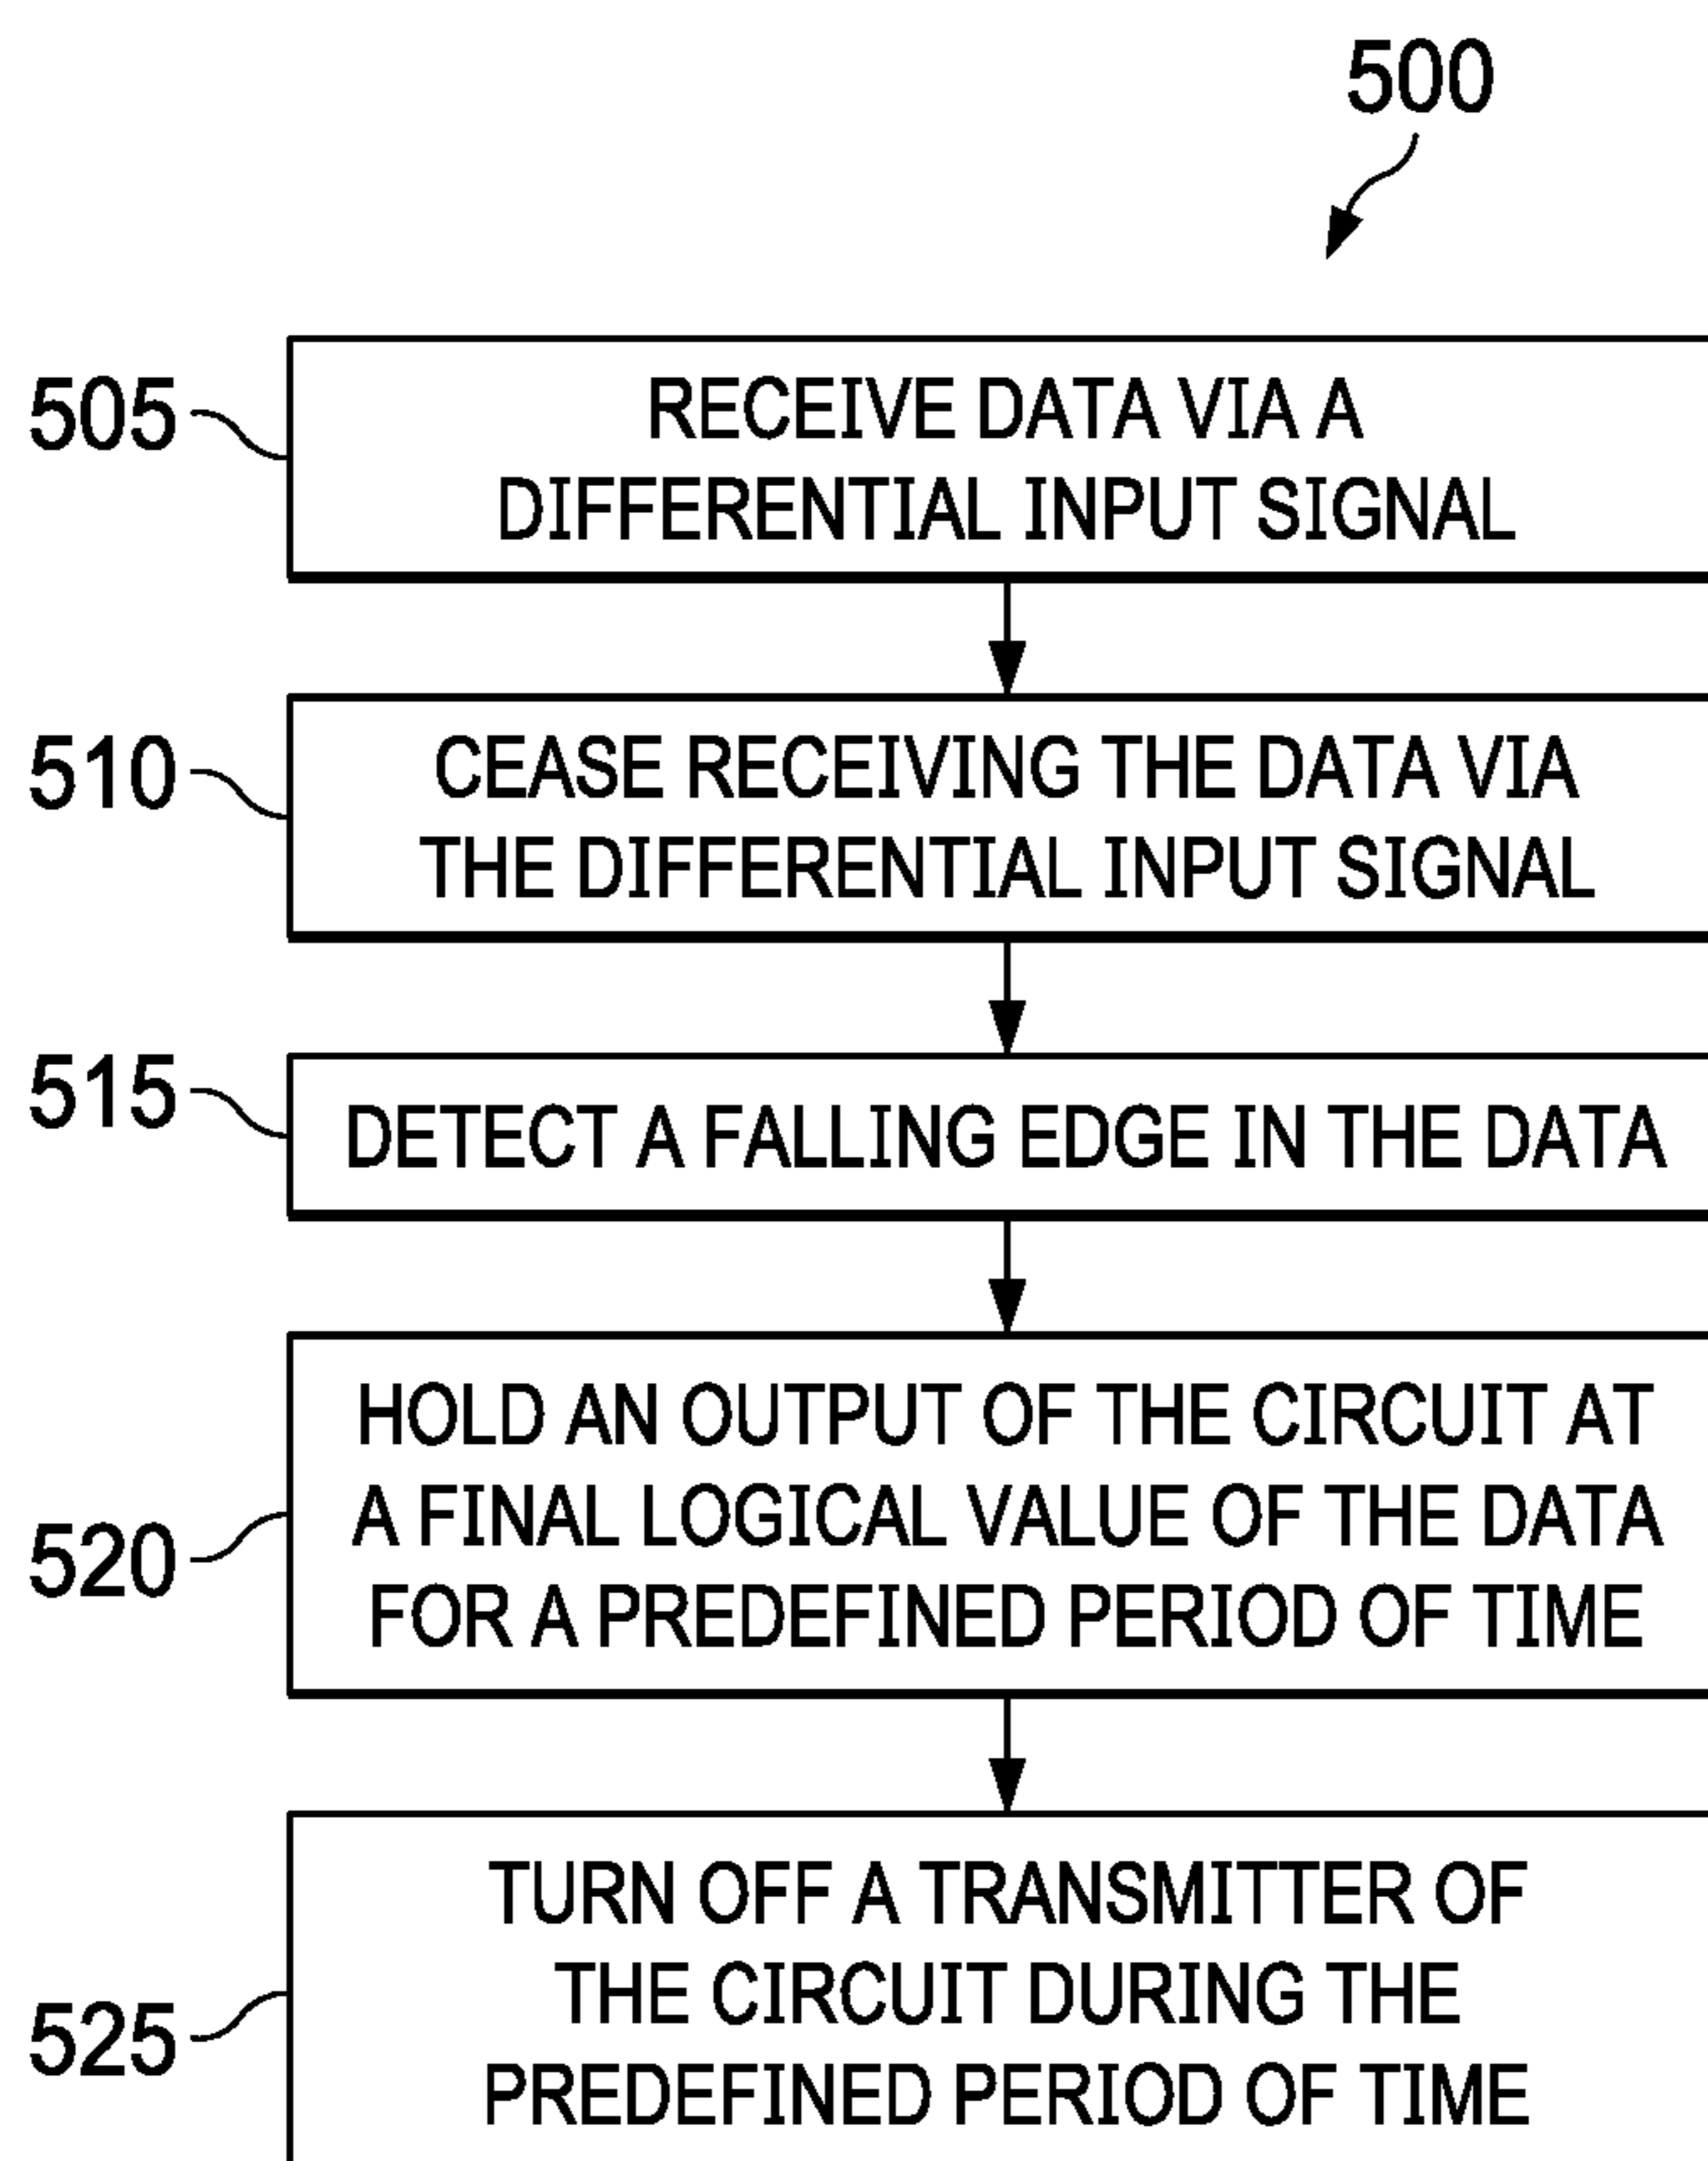 500
505
RECEIVE DATA VIA A
DIFFERENTIAL INPUT SIGNAL
510
CEASE RECEIVING THE DATA VIA
THE DIFFERENTIAL INPUT SIGNAL
515
DETECT A FALLING EDGE IN THE DATA
520
HOLD AN OUTPUT OF THE CIRCUIT AT
A FINAL LOGICAL VALUE OF THE DATA
FOR A PREDEFINED PERIOD OF TIME
525
TURN OFF A TRANSMITTER OF
THE CIRCUIT DURING THE
PREDEFINED PERIOD OF TIME